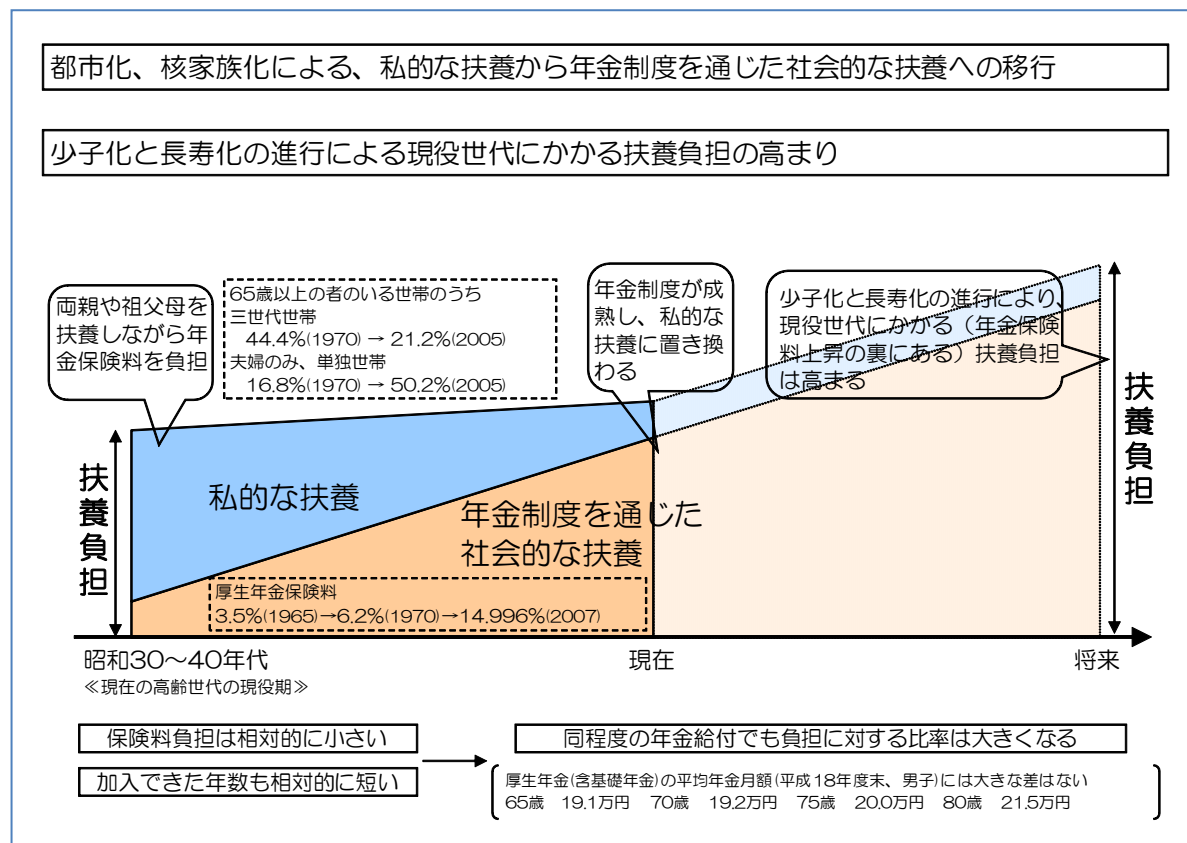 都市化、核家族化による、私的な扶養から年金制度を通じた社会的な扶養への移行
少子化と長寿化の進行による現役世代にかかる扶養負担の高まり
両親や祖父母を
扶養しながら年
金保険料を負担
65歳以上の者のいる世帯のうち
三世代世帯
44.4%(1970) → 21.2%(2005)
夫婦のみ、単独世帯
16.8%(1970) → 50.2%(2005)
年金制度が成
熟し、私的な
扶養に置き換
わる
少子化と長寿化の進行により、
現役世代にかかる（年金保険
料上昇の裏にある）扶養負担
は高まる
扶養負担
私的な扶養
年金制度を通じた
社会的な扶養
扶養負担
厚生年金保険料
3.5%(1965)→6.2%(1970)→14.996%(2007)
昭和30～40年代
≪現在の高齢世代の現役期≫
現在
将来
保険料負担は相対的に小さい
加入できた年数も相対的に短い
同程度の年金給付でも負担に対する比率は大きくなる
厚生年金(含基礎年金)の平均年金月額(平成18年度末、男子)には大きな差はない
65歳 19.1万円 70歳 19.2万円 75歳 20.0万円 80歳 21.5万円